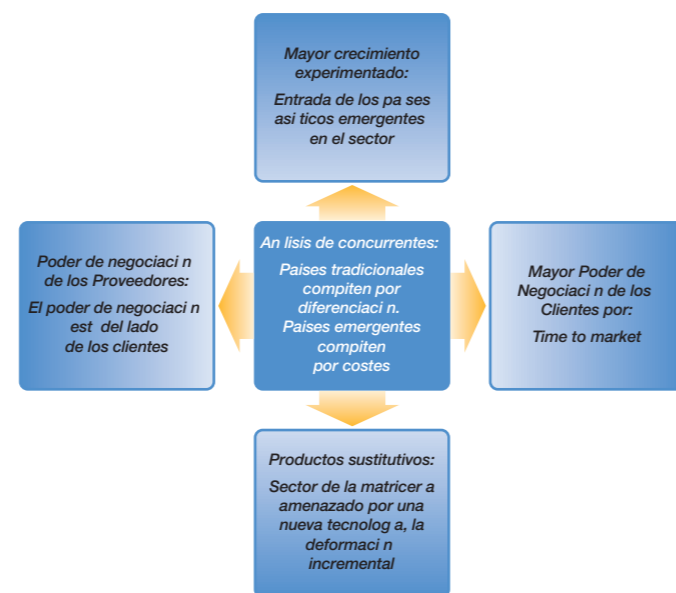 Mayor crecimiento
experimentado:
Entrada de los pa ses
asi ticos emergentes
en el sector
Poder de negociaci n
de los Proveedores:
El poder de negociaci n
est  del lado
de los clientes
An lisis de concurrentes:
Paises tradicionales
compiten por
diferenciaci n.
Paises emergentes
compiten
por costes
Mayor Poder de
Negociaci n de los
Clientes por:
Time to market
Productos sustitutivos:
Sector de la matricer a
amenazado por una
nueva tecnolog a, la
deformaci n
incremental